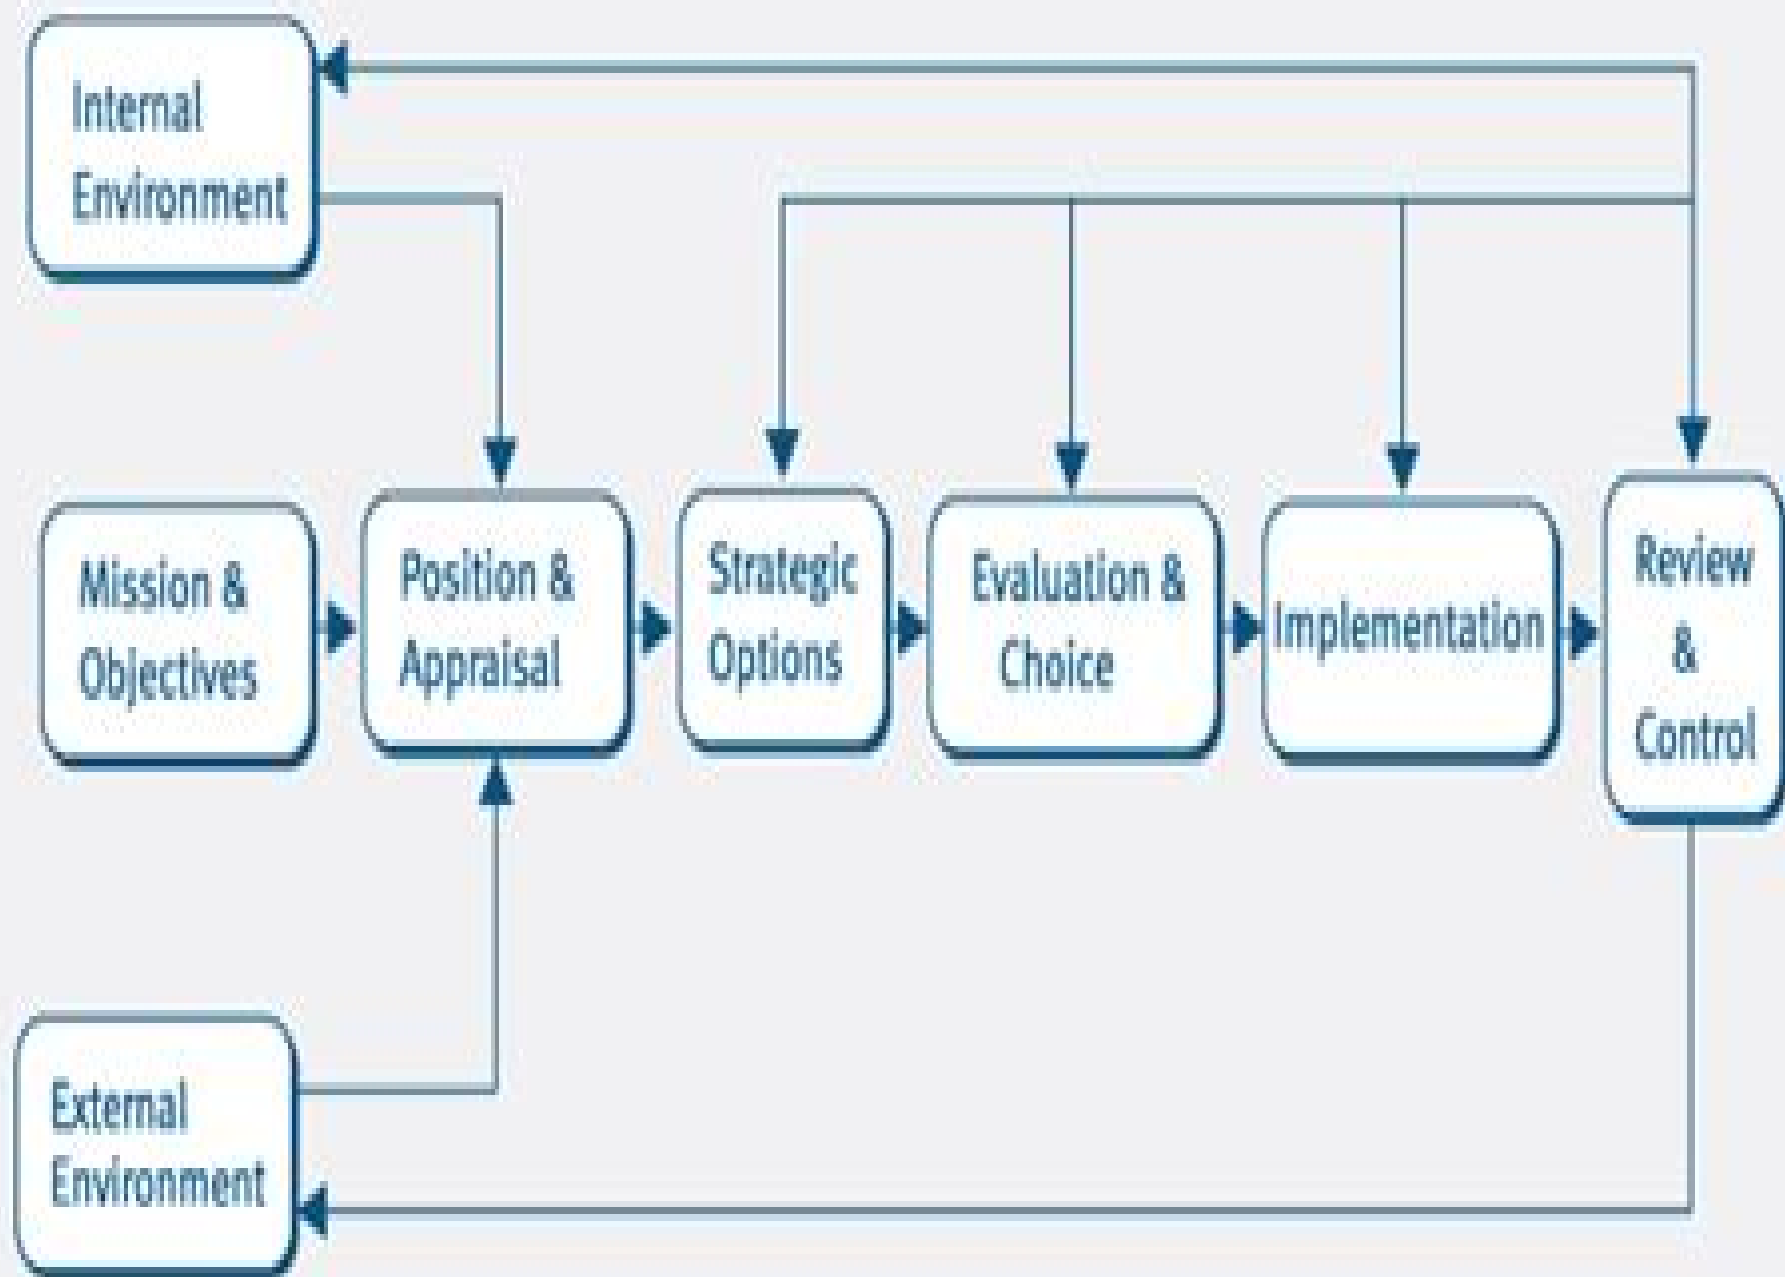 Internal
Environment
Mission &
Objectives
Position &
Appraisal
Strategic
Options
Evaluation &
Choice
Implementation
Review
&
Control
External
Environment